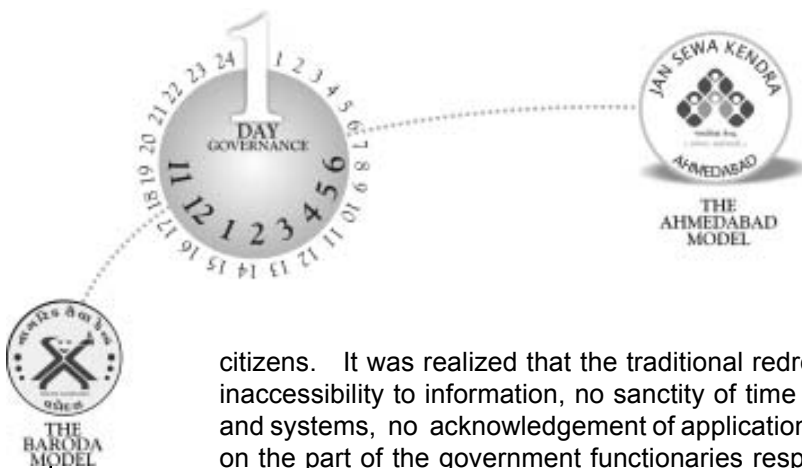 1
DAY
GOVERNANCE
1 2 3 4 5 6 7 8 9 10 11 12 13 14 15 16 17 18 19 20 21 22 23 24
11 12 1 2 3 4 5 6
JAN SEWA KENDRA
AHMEDABAD
THE
AHMEDABAD
MODEL
THE
BARODA
MODEL
citizens. It was realized that the traditional
inaccessibility to information, no sanctity of time
and systems, no acknowledgement of application
on the part of the government functionaries